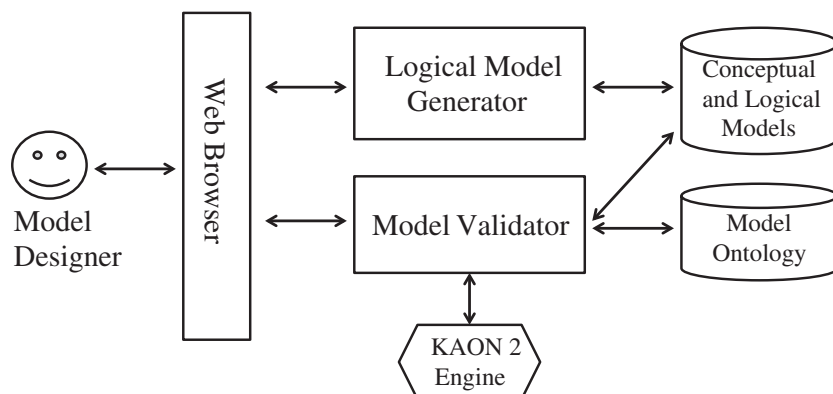 Model
Designer
Web Browser
Logical Model
Generator
Conceptual
and Logical
Models
Model Validator
Model
Ontology
KAON 2
Engine